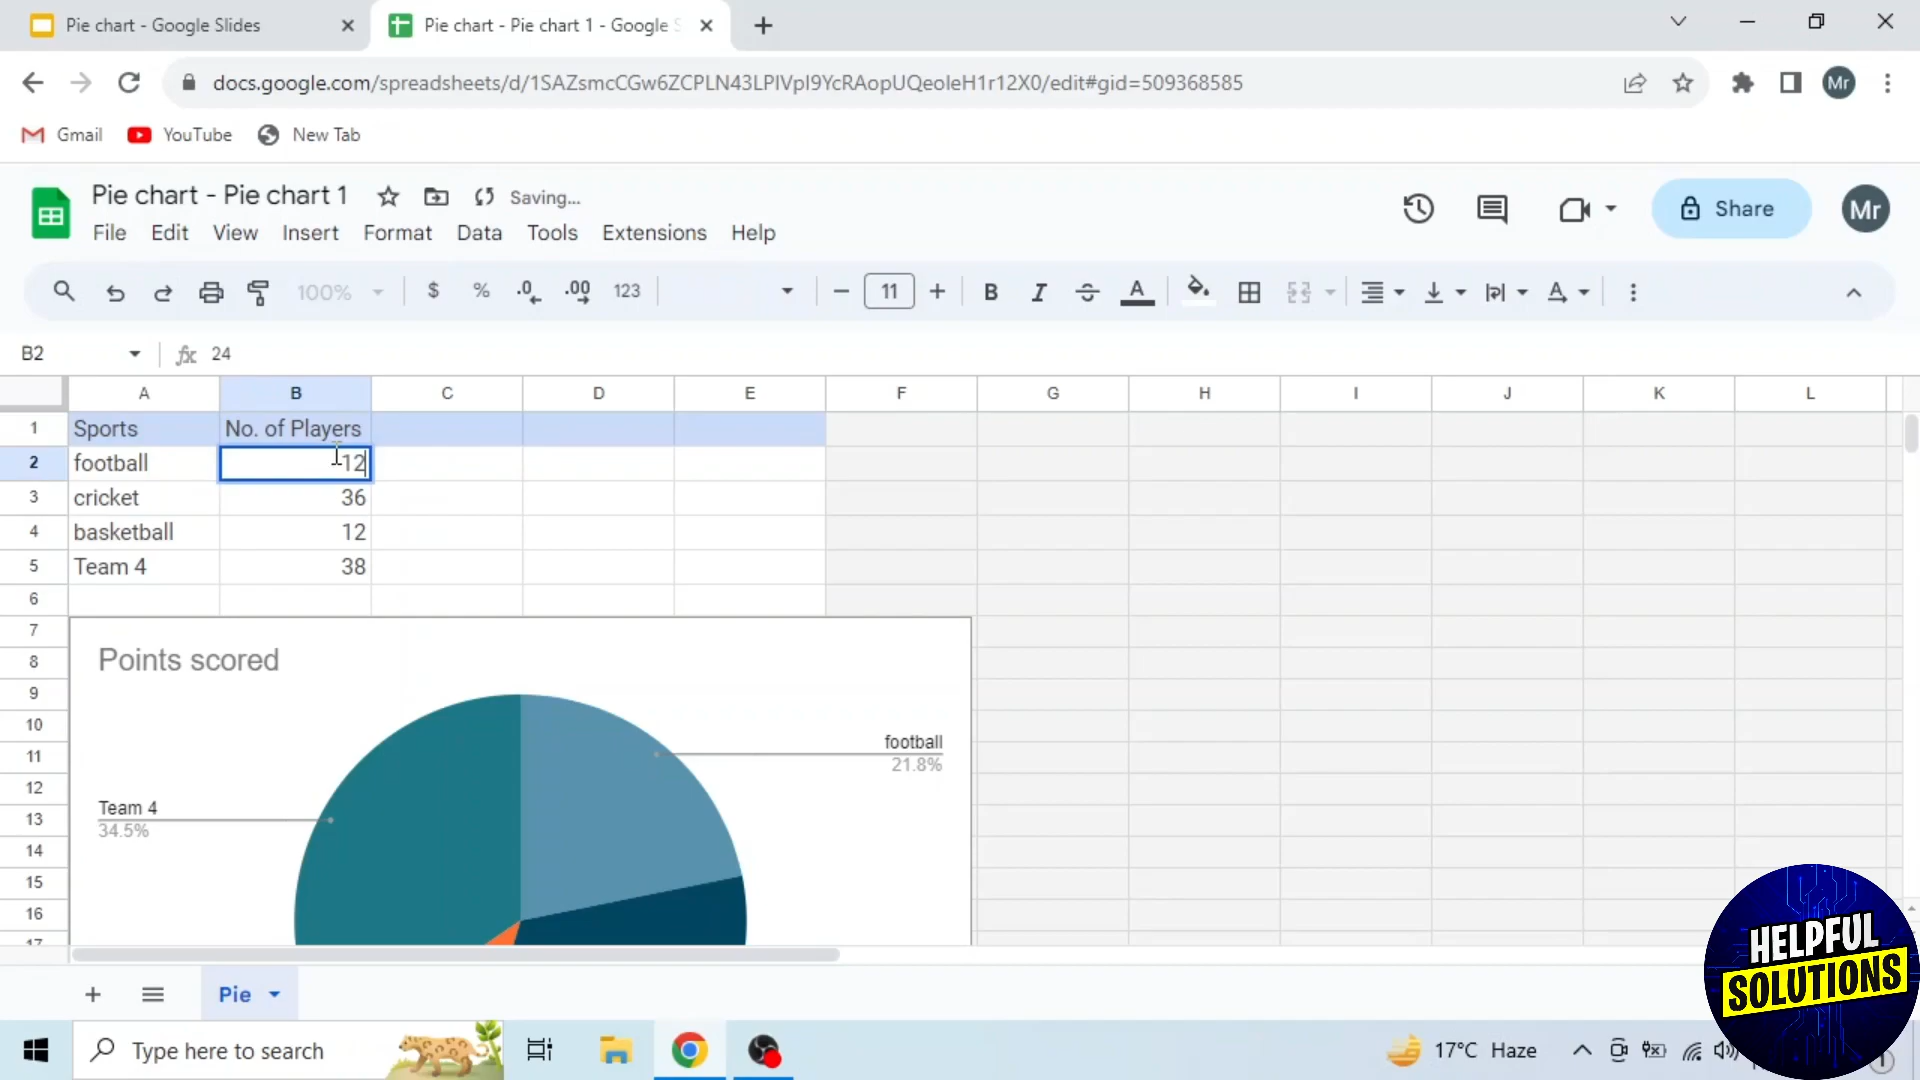 Pie chart - Google Slides
Pie chart - Pie chart 1 - Google S
docs.google.com/spreadsheets/d/1SAZsmcCGw6ZCPLN43LPlVpI9YcRAopUQeoleH1r12X0/edit#gid=509368585
Mr
Gmail YouTube New Tab
Pie chart - Pie chart 1 Saving...
File Edit View Insert Format Data Tools Extensions Help
Share Mr
100% $ % .0 .00 123 11 B I A
B2 fx 24
A B C D E F G H I J K L
1 Sports No. of Players
2 football 12
3 cricket 36
4 basketball 12
5 Team 4 38
6
7
8
9
10
11
12
13
14
15
16
17
Points scored
football
21.8%
Team 4
34.5%
Pie
HELPFUL
SOLUTIONS
Type here to search
17°C Haze